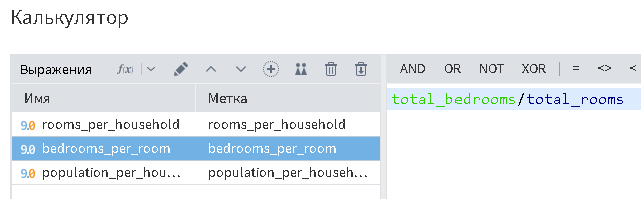 Калькулятор
Выражения f(x) AND OR NOT XOR = <> <
Имя Метка total_bedrooms/total_rooms
9.0 rooms_per_household rooms_per_household
9.0 bedrooms_per_room bedrooms_per_room
9.0 population_per_hou... population_per_househ...